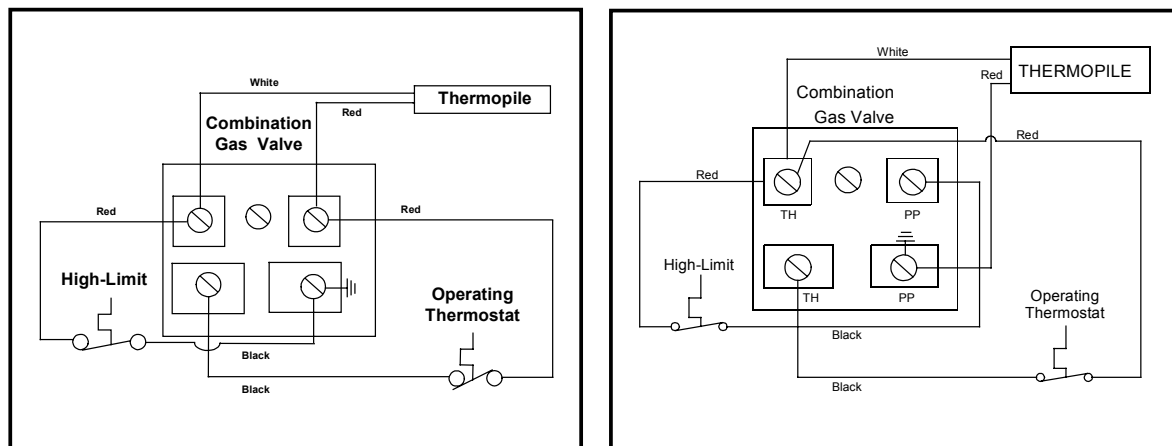 White
Thermopile
Red
Combination
Gas Valve
Red
Red
High-Limit
Operating
Thermostat
Black
Black
White
THERMOPILE
Red
Combination
Gas Valve
Red
Red
TH
PP
High-Limit
TH
PP
Operating
Thermostat
Black
Black